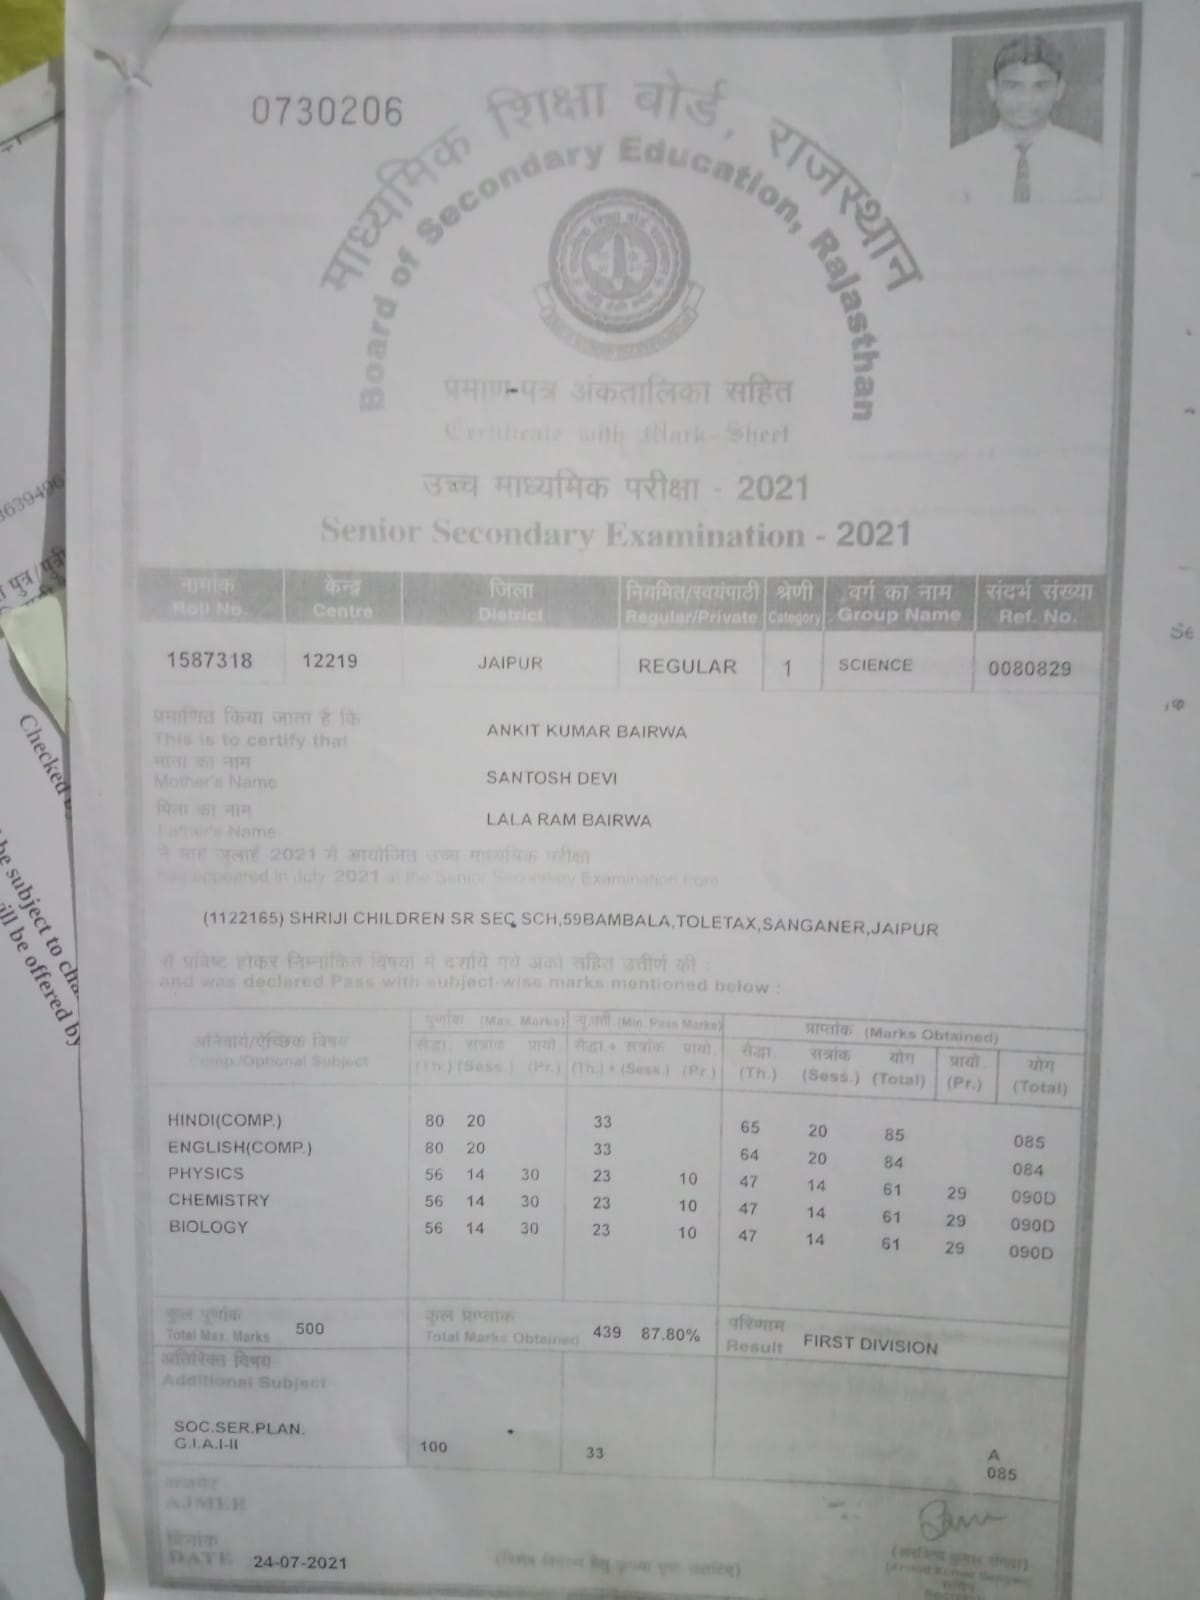 0730206
माध्यमिक शिक्षा बोर्ड, राजस्थान
Board of Secondary Education, Rajasthan
प्रमाण-पत्र अंकतालिका सहित
Certificate with Mark-Sheet
उच्च माध्यमिक परीक्षा - 2021
Senior Secondary Examination - 2021
नामांक केन्द्र जिला नियमित/स्वयंपाठी श्रेणी वर्ग का नाम संदर्भ संख्या
Roll No. Centre District Regular/Private Category Group Name Ref. No.
1587318 12219 JAIPUR REGULAR 1 SCIENCE 0080829
प्रमाणित किया जाता है कि
This is to certify that ANKIT KUMAR BAIRWA
माता का नाम
Mother's Name SANTOSH DEVI
पिता का नाम
Father's Name LALA RAM BAIRWA
ने माह जुलाई 2021 में आयोजित उच्च माध्यमिक परीक्षा
has appeared in July 2021 at the Senior Secondary Examination from
(1122165) SHRIJI CHILDREN SR SEC SCH,59BAMBALA,TOLETAX,SANGANER,JAIPUR
से प्रविष्ट होकर निम्नांकित विषयों में दर्शाये गये अंकों सहित उत्तीर्ण की :
and was declared Pass with subject-wise marks mentioned below :
अनिवार्य/ऐच्छिक विषय
Comp./Optional Subject
पूर्णांक (Max. Marks) (Min. Pass Marks) प्राप्तांक (Marks Obtained)
सैद्धा. सत्रांक प्रायो. सैद्धा.+ सत्रांक प्रायो. सैद्धा. सत्रांक योग प्रायो. योग
(Th.) (Sess.) (Pr.) (Th.) + (Sess.) (Pr.) (Th.) (Sess.) (Total) (Pr.) (Total)
HINDI(COMP.) 80 20 33 65 20 85 085
ENGLISH(COMP.) 80 20 33 64 20 84 084
PHYSICS 56 14 30 23 10 47 14 61 29 090D
CHEMISTRY 56 14 30 23 10 47 14 61 29 090D
BIOLOGY 56 14 30 23 10 47 14 61 29 090D
कुल पूर्णांक कुल प्राप्तांक परिणाम
Total Max. Marks 500 Total Marks Obtained 439 87.80% Result FIRST DIVISION
अतिरिक्त विषय
Additional Subject
SOC.SER.PLAN. A
G.I.A.I-II 100 33 085
अजमेर
AJMER
दिनांक
DATE 24-07-2021
Checked
be subject to
ill be offered by